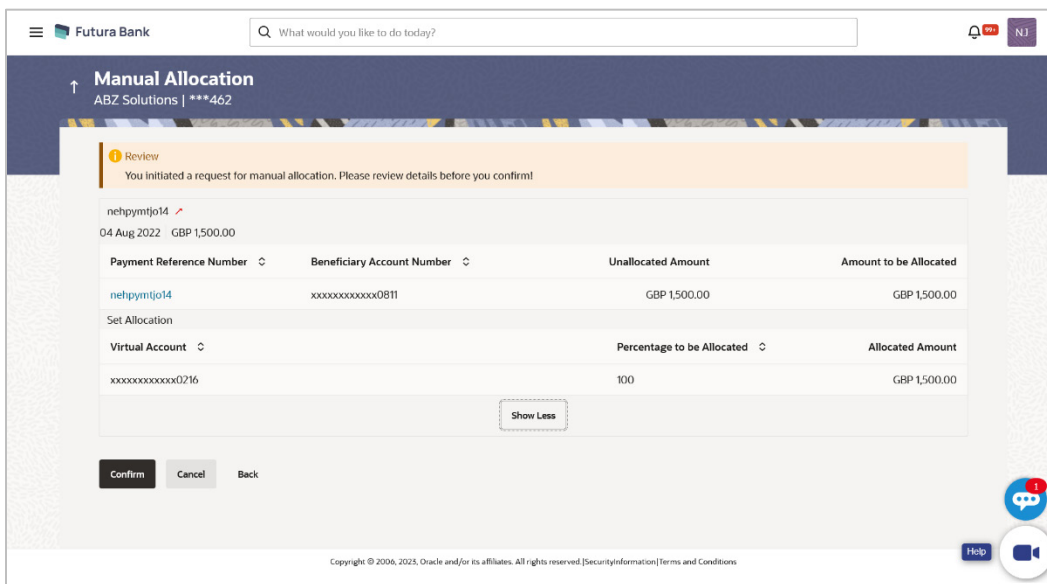 Futura Bank
What would you like to do today?
99+
NJ
Manual Allocation
ABZ Solutions | ***462
Review
You initiated a request for manual allocation. Please review details before you confirm!
nehpymtjo14
04 Aug 2022 GBP 1,500.00
Payment Reference Number Beneficiary Account Number Unallocated Amount Amount to be Allocated
nehpymtjo14 xxxxxxxxxxxx0811 GBP 1,500.00 GBP 1,500.00
Set Allocation
Virtual Account Percentage to be Allocated Allocated Amount
xxxxxxxxxxxx0216 100 GBP 1,500.00
Show Less
Confirm Cancel Back
1
Help
Copyright © 2006, 2023, Oracle and/or its affiliates. All rights reserved.|SecurityInformation|Terms and Conditions